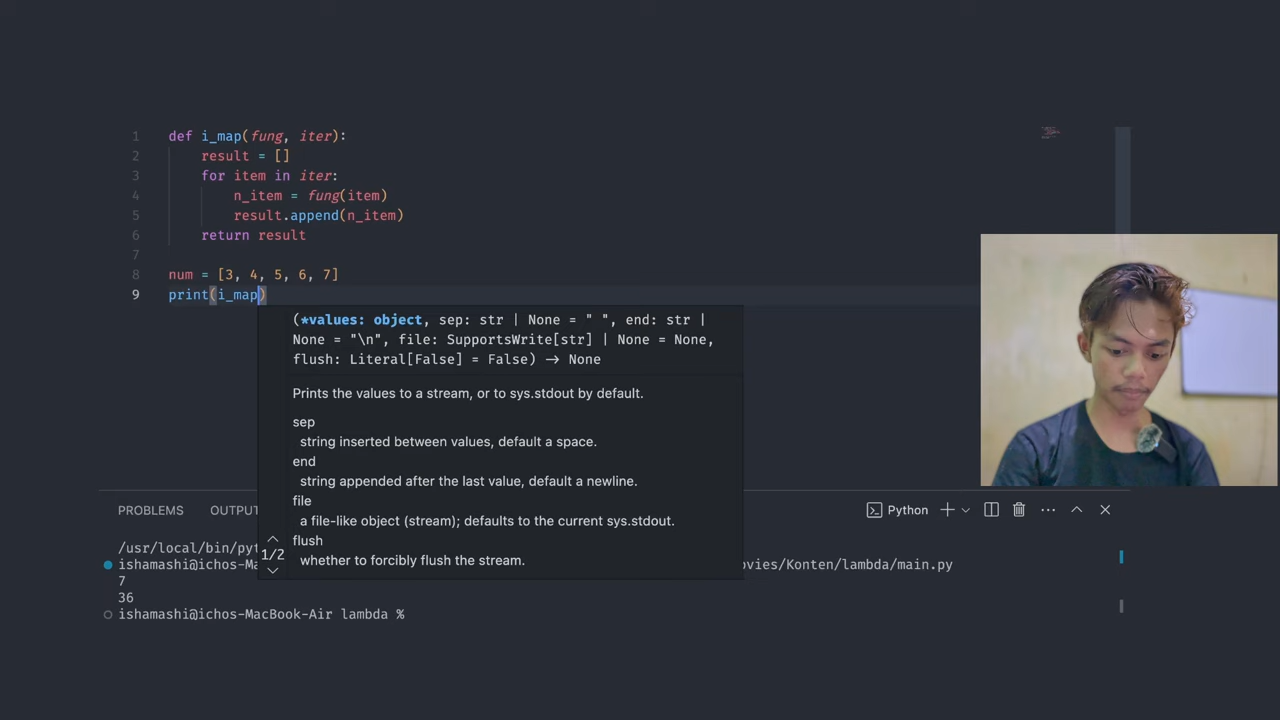 1 def i_map(fung, iter):
2 result = []
3 for item in iter:
4 n_item = fung(item)
5 result.append(n_item)
6 return result
7
8 num = [3, 4, 5, 6, 7]
9 print(i_map)
(*values: object, sep: str | None = " ", end: str |
None = "\n", file: SupportsWrite[str] | None = None,
flush: Literal[False] = False) -> None
Prints the values to a stream, or to sys.stdout by default.
sep
string inserted between values, default a space.
end
string appended after the last value, default a newline.
file
a file-like object (stream); defaults to the current sys.stdout.
flush
1/2
whether to forcibly flush the stream.
PROBLEMS OUTPU
Python
/usr/local/bin/pyt
ishamashi@ichos-Ma ovies/Konten/lambda/main.py
7
36
ishamashi@ichos-MacBook-Air lambda %